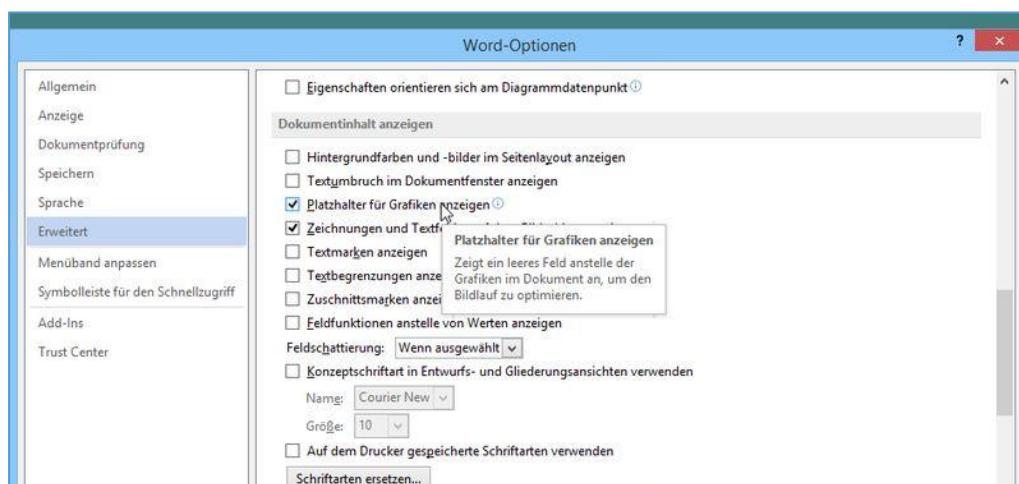 Word-Optionen
?
Allgemein
Anzeige
Dokumentprüfung
Speichern
Sprache
Erweitert
Menüband anpassen
Symbolleiste für den Schnellzugriff
Add-Ins
Trust Center
Eigenschaften orientieren sich am Diagrammdatenpunkt
Dokumentinhalt anzeigen
Hintergrundfarben und -bilder im Seitenlayout anzeigen
Textumbruch im Dokumentfenster anzeigen
Platzhalter für Grafiken anzeigen
Zeichnungen und
Textmarken anzeigen
Textbegrenzungen
Zuschnittsmarken
Feldfunktionen anstelle von Werten anzeigen
Feldschattierung: Wenn ausgewählt
Konzeptschriftart in Entwurfs- und Gliederungsansichten verwenden
Name: Courier New
Größe: 10
Auf dem Drucker gespeicherte Schriftarten verwenden
Schriftarten ersetzen...
Platzhalter für Grafiken anzeigen
Zeigt ein leeres Feld anstelle der
Grafiken im Dokument an, um den
Bildlauf zu optimieren.